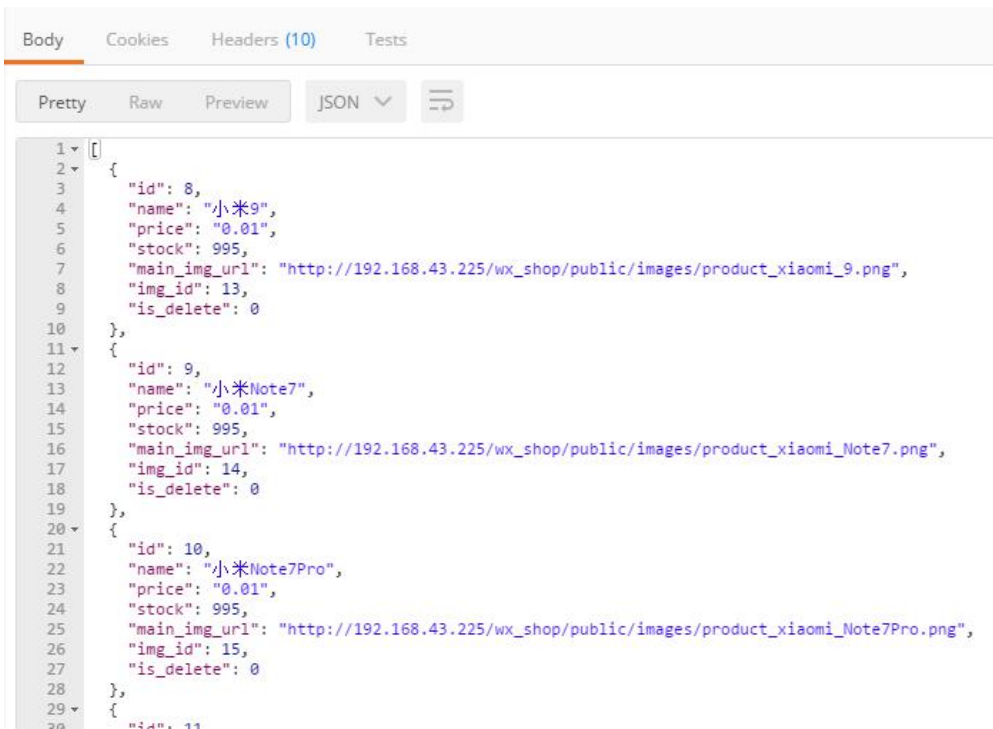 Body Cookies Headers (10) Tests
Pretty Raw Preview JSON
1 [
2 {
3 "id": 8,
4 "name": "小米9",
5 "price": "0.01",
6 "stock": 995,
7 "main_img_url": "http://192.168.43.225/wx_shop/public/images/product_xiaomi_9.png",
8 "img_id": 13,
9 "is_delete": 0
10 },
11 {
12 "id": 9,
13 "name": "小米Note7",
14 "price": "0.01",
15 "stock": 995,
16 "main_img_url": "http://192.168.43.225/wx_shop/public/images/product_xiaomi_Note7.png",
17 "img_id": 14,
18 "is_delete": 0
19 },
20 {
21 "id": 10,
22 "name": "小米Note7Pro",
23 "price": "0.01",
24 "stock": 995,
25 "main_img_url": "http://192.168.43.225/wx_shop/public/images/product_xiaomi_Note7Pro.png",
26 "img_id": 15,
27 "is_delete": 0
28 },
29 {
30 "id": 11